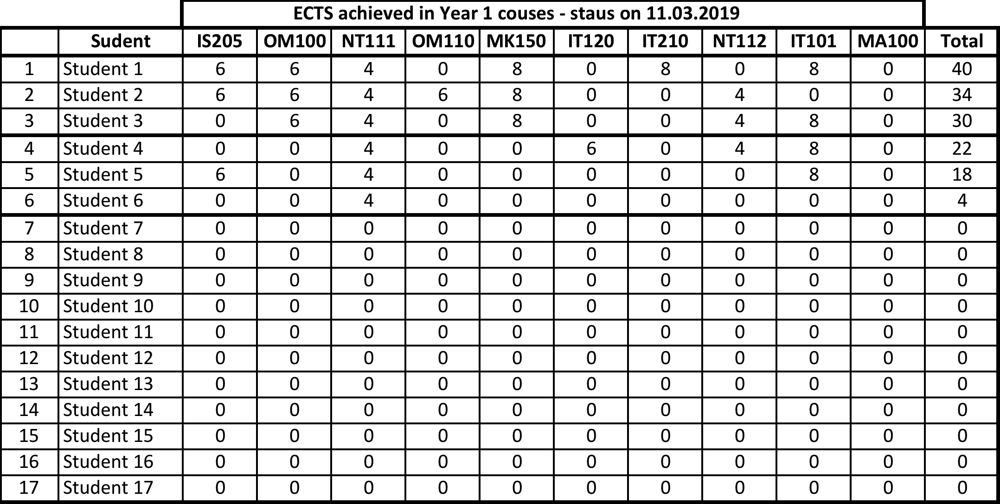 ECTS achieved in Year 1 couses - staus on 11.03.2019
Sudent IS205 OM100 NT111 OM110 MK150 IT120 IT210 NT112 IT101 MA100 Total
1 Student 1 6 6 4 0 8 0 8 0 8 0 40
2 Student 2 6 6 4 6 8 0 0 4 0 0 34
3 Student 3 0 6 4 0 8 0 0 4 8 0 30
4 Student 4 0 0 4 0 0 6 0 4 8 0 22
5 Student 5 6 0 4 0 0 0 0 0 8 0 18
6 Student 6 0 0 4 0 0 0 0 0 0 0 4
7 Student 7 0 0 0 0 0 0 0 0 0 0 0
8 Student 8 0 0 0 0 0 0 0 0 0 0 0
9 Student 9 0 0 0 0 0 0 0 0 0 0 0
10 Student 10 0 0 0 0 0 0 0 0 0 0 0
11 Student 11 0 0 0 0 0 0 0 0 0 0 0
12 Student 12 0 0 0 0 0 0 0 0 0 0 0
13 Student 13 0 0 0 0 0 0 0 0 0 0 0
14 Student 14 0 0 0 0 0 0 0 0 0 0 0
15 Student 15 0 0 0 0 0 0 0 0 0 0 0
16 Student 16 0 0 0 0 0 0 0 0 0 0 0
17 Student 17 0 0 0 0 0 0 0 0 0 0 0